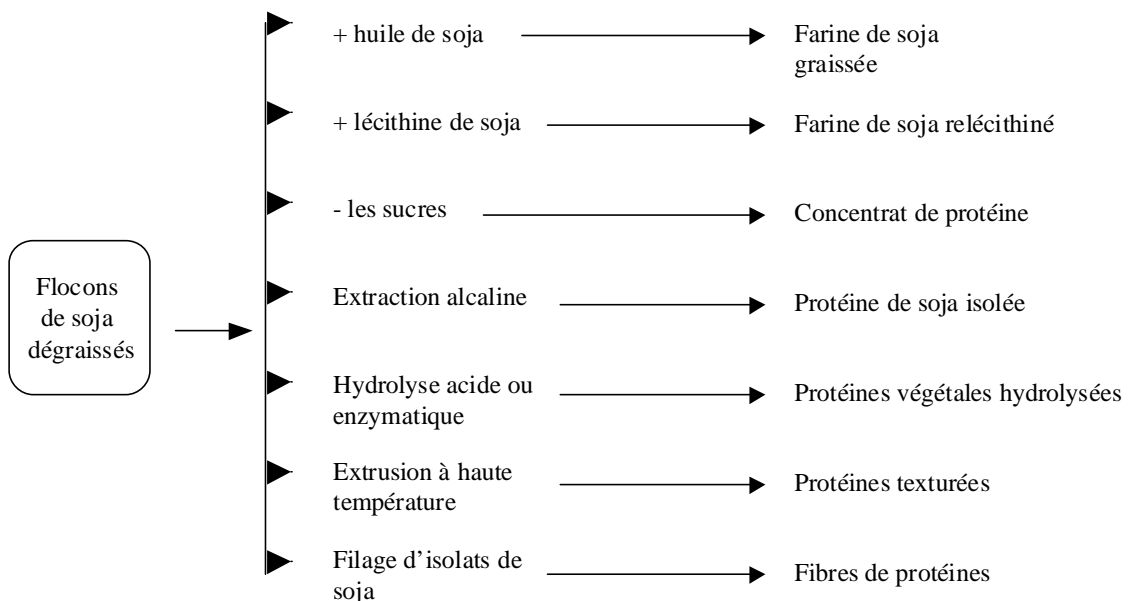 + huile de soja
Farine de soja
graissée
+ lécithine de soja
Farine de soja relécithiné
- les sucres
Concentrat de protéine
Flocons
de soja
dégraissés
Extraction alcaline
Protéine de soja isolée
Hydrolyse acide ou
enzymatique
Protéines végétales hydrolysées
Extrusion à haute
température
Protéines texturées
Filage d'isolats de
soja
Fibres de protéines